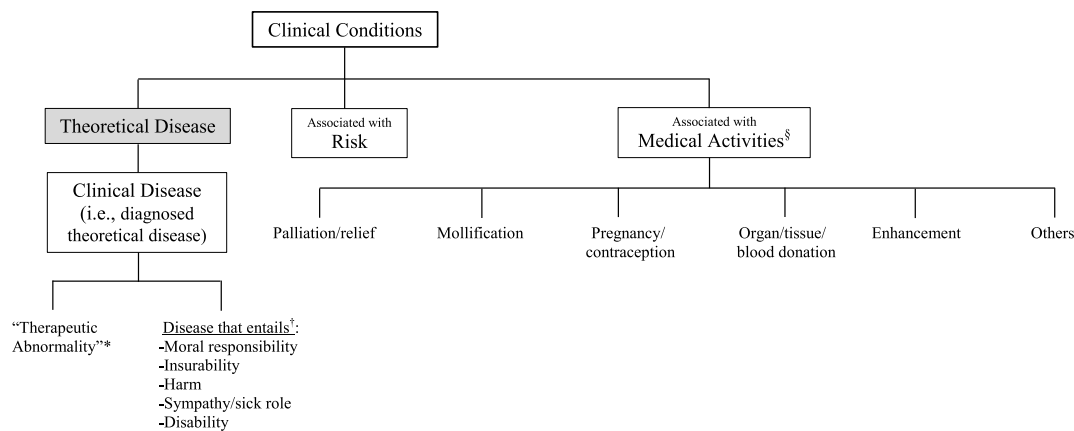 Clinical Conditions
Theoretical Disease
Associated with
Risk
Associated with
Medical Activities§
Clinical Disease
(i.e., diagnosed
theoretical disease)
Palliation/relief
Mollification
Pregnancy/
contraception
Organ/tissue/
blood donation
Enhancement
Others
“Therapeutic
Abnormality”*
Disease that entails†:
-Moral responsibility
-Insurability
-Harm
-Sympathy/sick role
-Disability